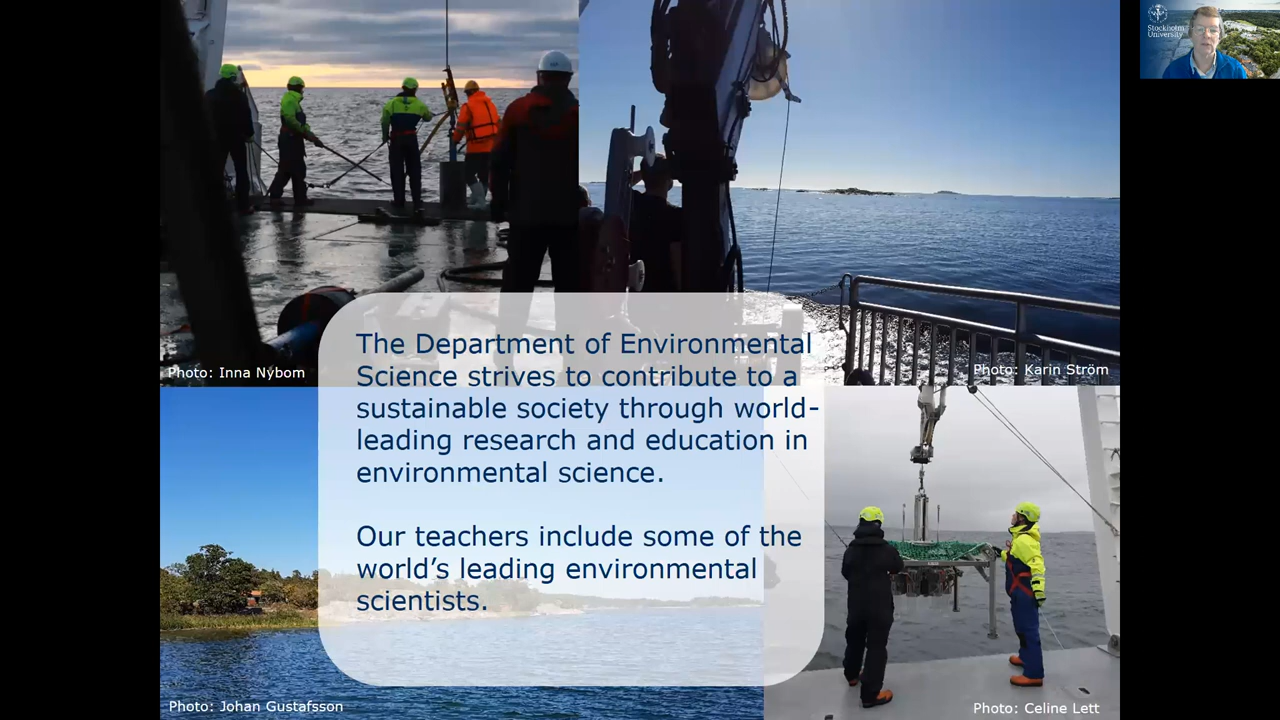 Stockholm
University
Photo: Inna Nybom
Photo: Karin Ström
The Department of Environmental
Science strives to contribute to a
sustainable society through world-
leading research and education in
environmental science.
Our teachers include some of the
world's leading environmental
scientists.
Photo: Johan Gustafsson
Photo: Celine Lett